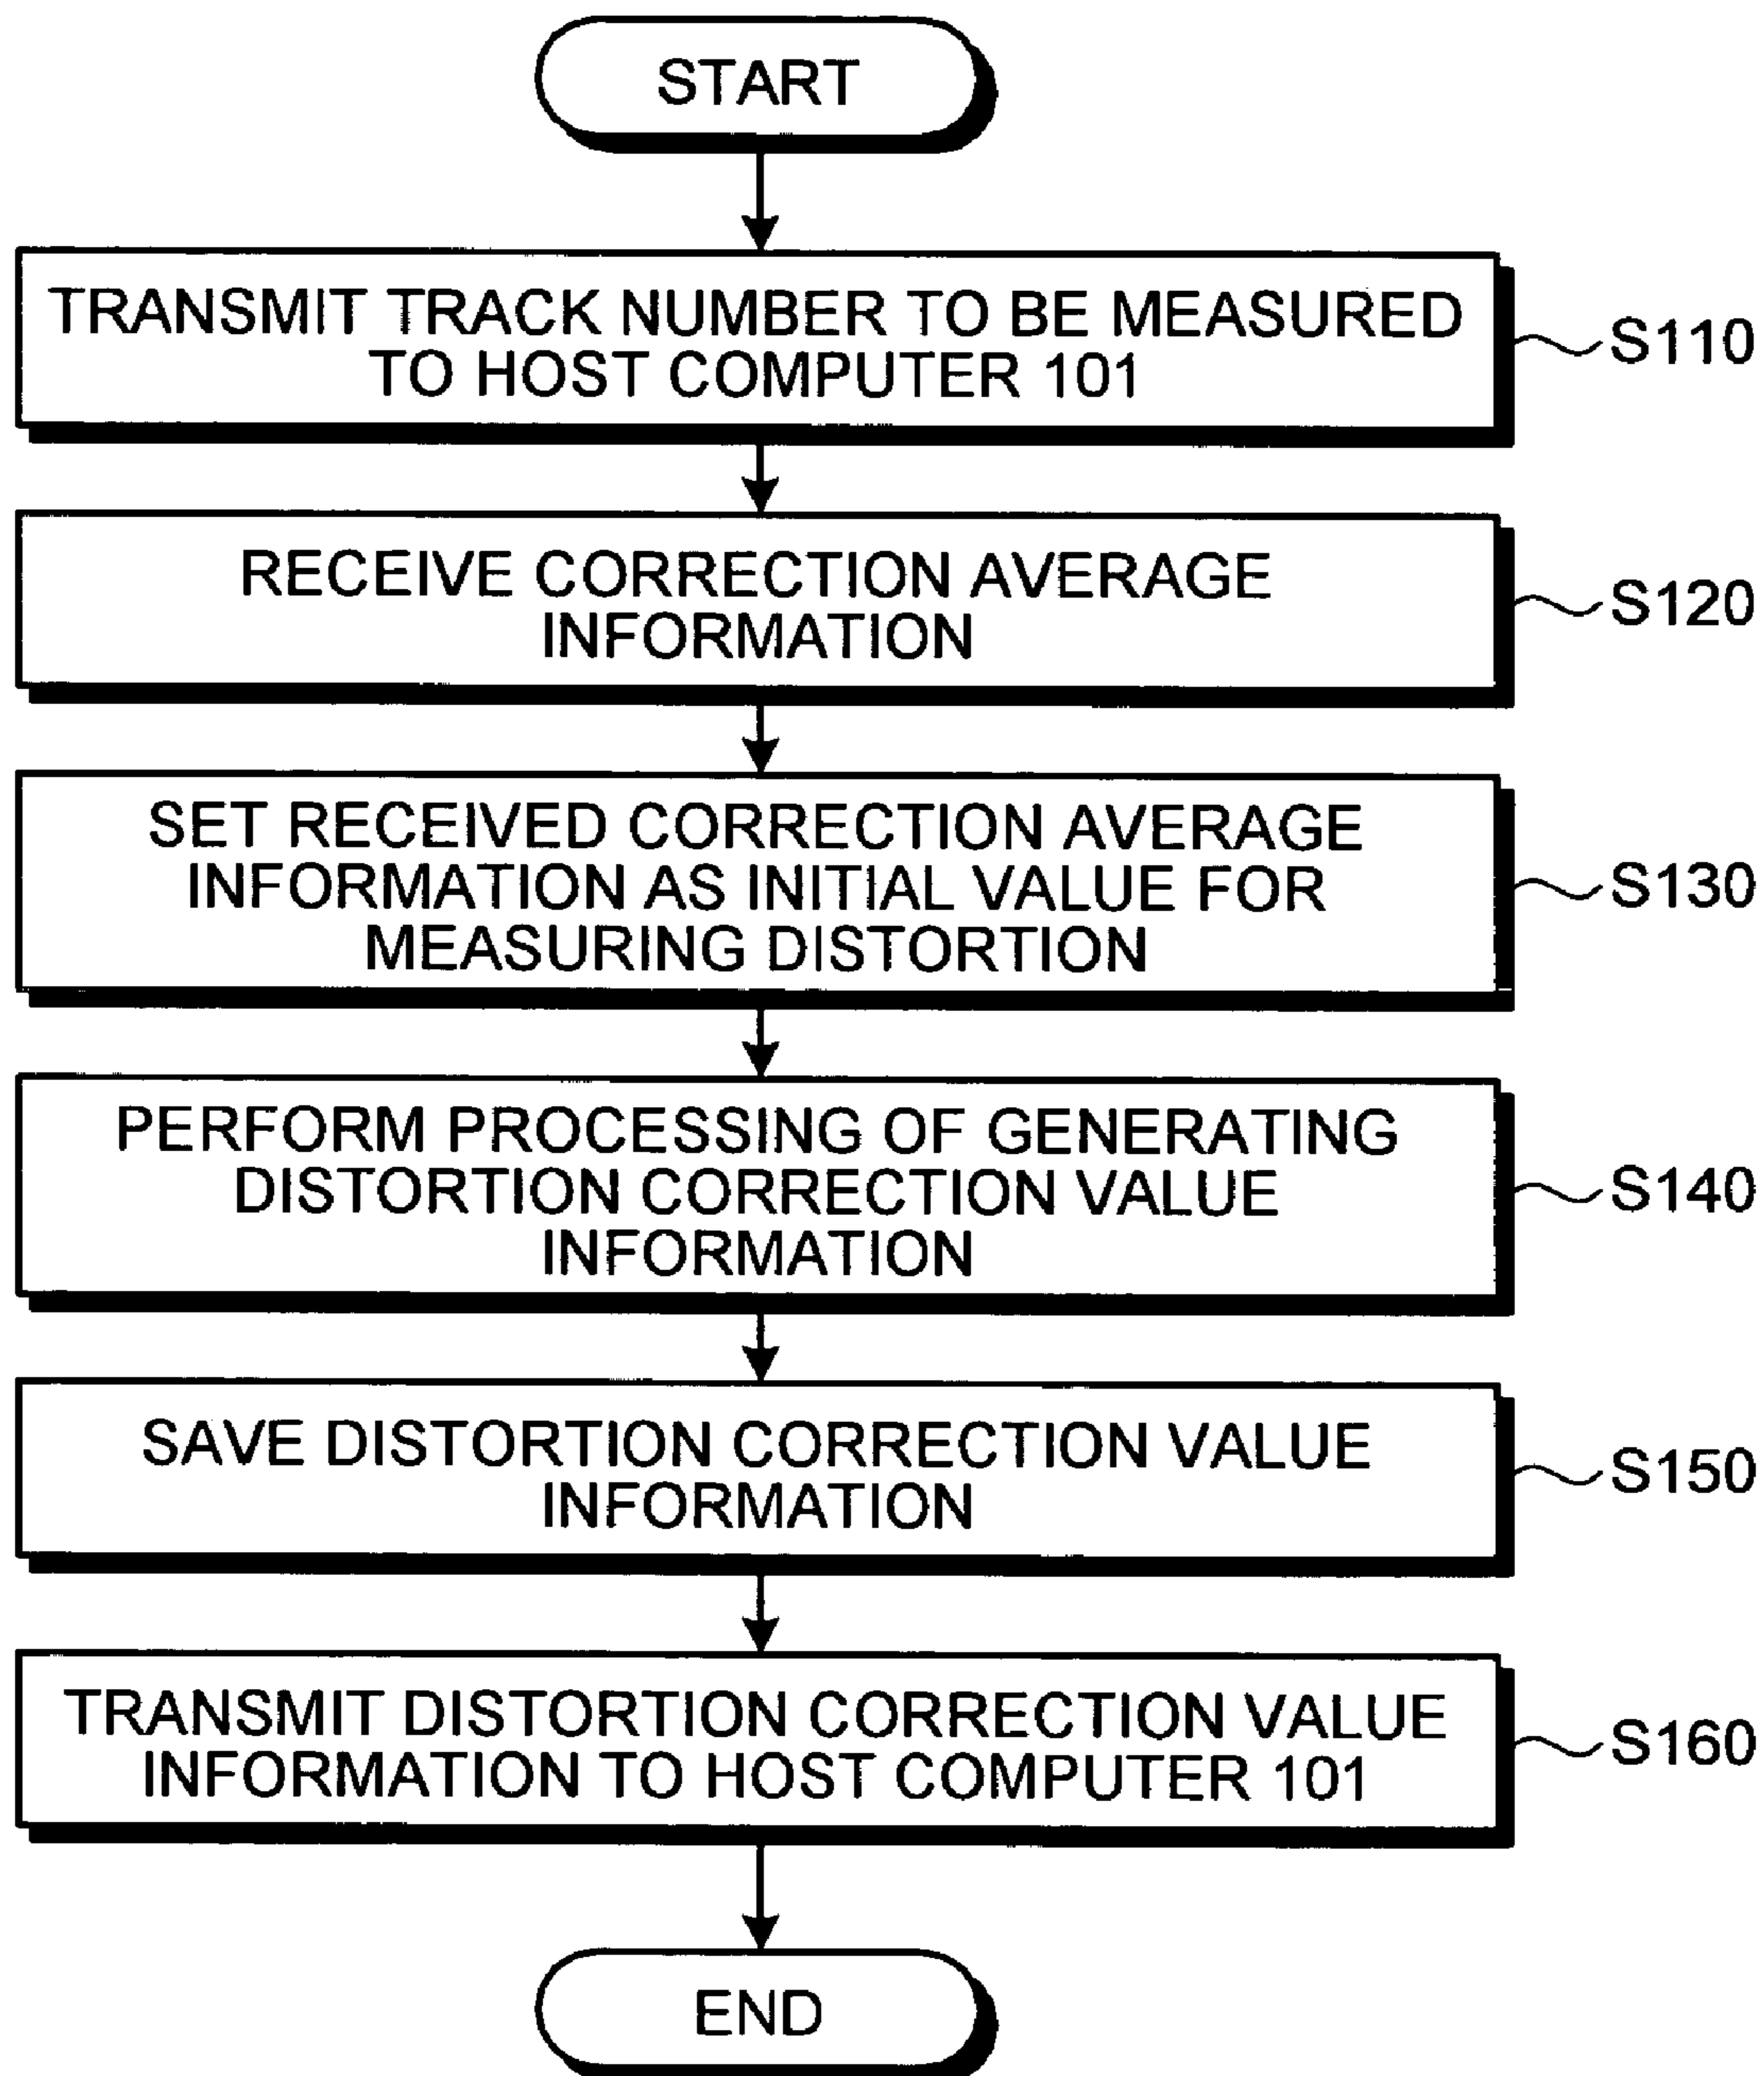 START
TRANSMIT TRACK NUMBER TO BE MEASURED
TO HOST COMPUTER 101
S110
RECEIVE CORRECTION AVERAGE
INFORMATION
S120
SET RECEIVED CORRECTION AVERAGE
INFORMATION AS INITIAL VALUE FOR
MEASURING DISTORTION
S130
PERFORM PROCESSING OF GENERATING
DISTORTION CORRECTION VALUE
INFORMATION
S140
SAVE DISTORTION CORRECTION VALUE
INFORMATION
S150
TRANSMIT DISTORTION CORRECTION VALUE
INFORMATION TO HOST COMPUTER 101
S160
END